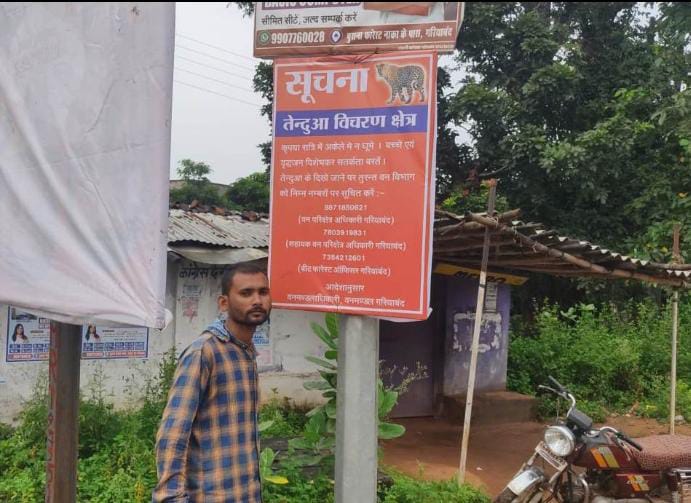 BASIC COMPUTER
सीमित सीटें, जल्द सम्पर्क करें
9907760028 पुराना फारेस्ट नाका के पास, गरियाबंद
सूचना
तेन्दुआ विचरण क्षेत्र
कृपया रात्रि में अकेले में न घूमे । बच्चे एवं
वृद्धजन विशेषकर सतर्कता बरतें ।
तेन्दुआ के दिखे जाने पर तुरन्त वन विभाग
को निम्न नम्बरों पर सूचित करें :-
9871850621
(वन परिक्षेत्र अधिकारी गरियाबंद)
7803919831
(सहायक वन परिक्षेत्र अधिकारी गरियाबंद)
7384212601
(बीट फारेस्ट ऑफिसर गरियाबंद)
आदेशानुसार
वनमण्डलाधिकारी, वनमण्डल गरियाबंद